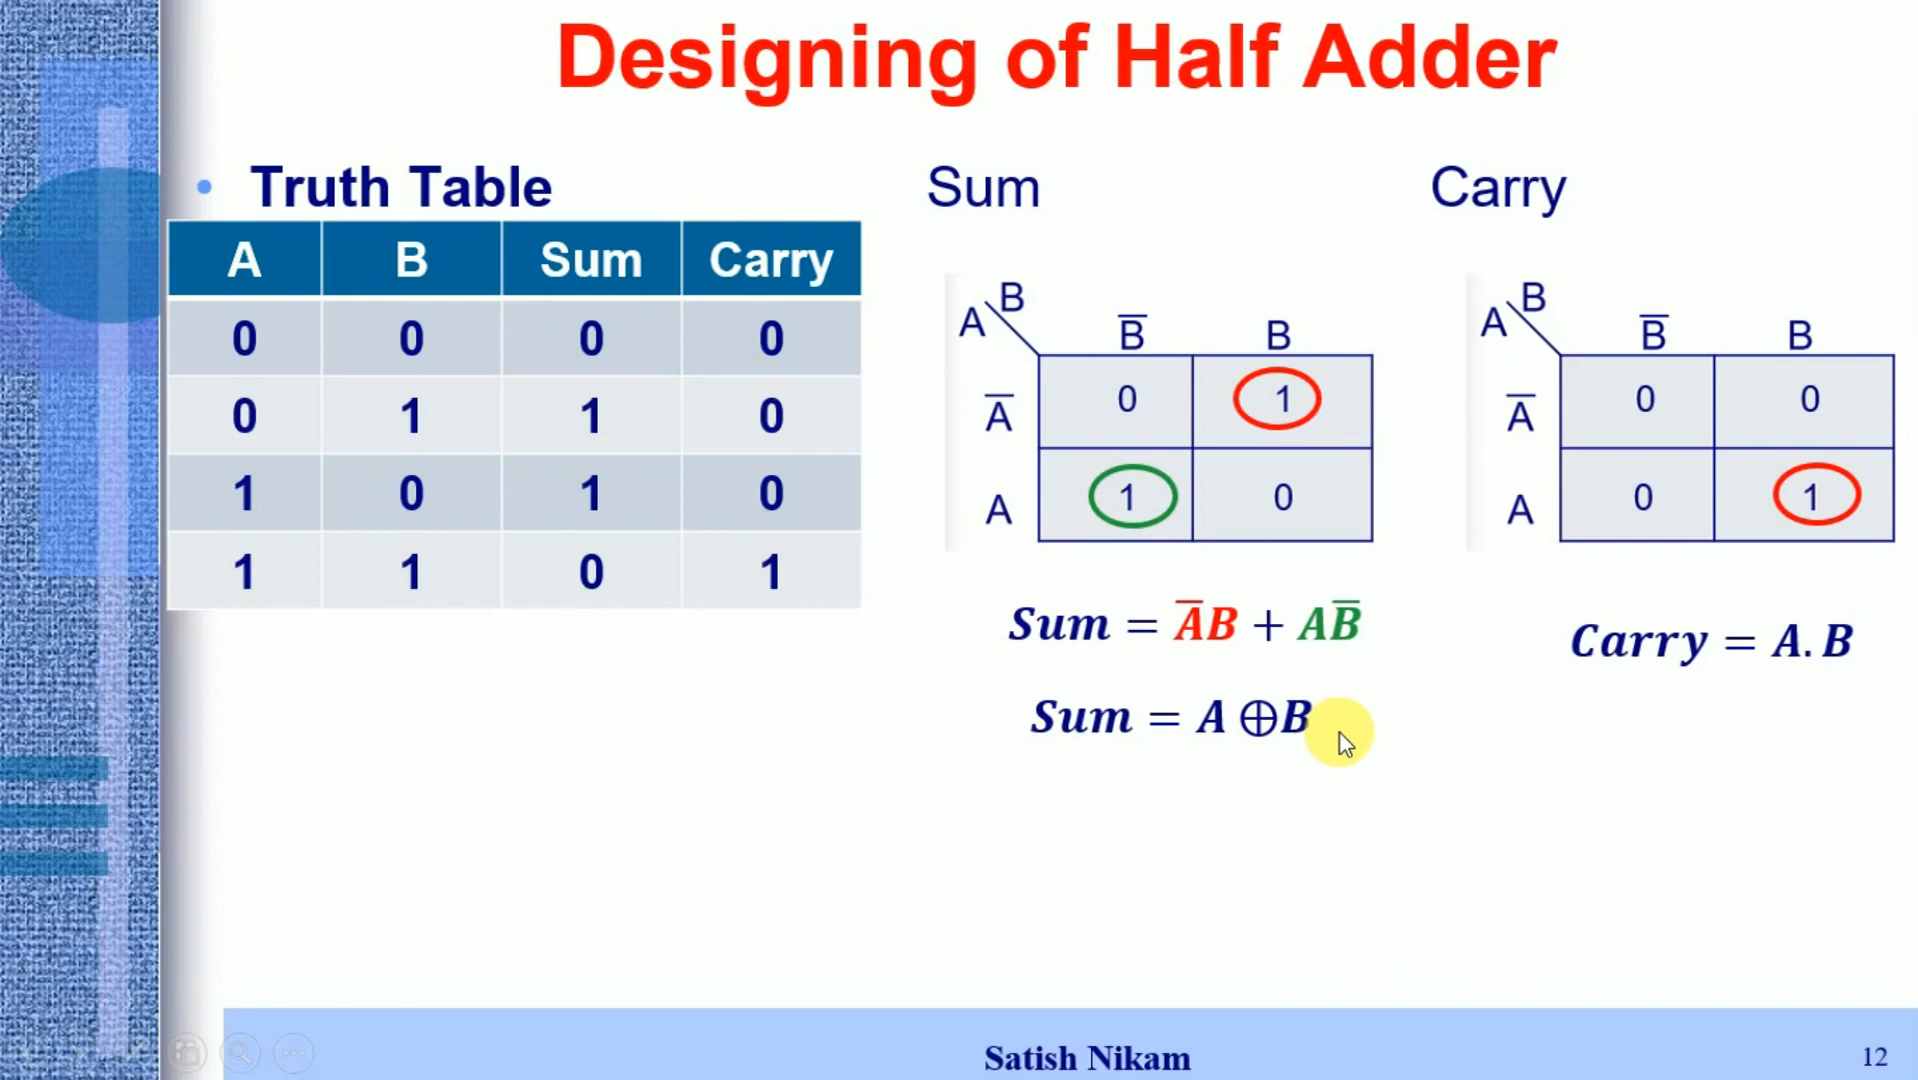 Designing of Half Adder
• Truth Table
A B Sum Carry
0 0 0 0
0 1 1 0
1 0 1 0
1 1 0 1
Sum
A B
B̅ B
A̅ 0 1
A 1 0
Sum = A̅B + AB̅
Sum = A ⊕B
Carry
A B
B̅ B
A̅ 0 0
A 0 1
Carry = A. B
Satish Nikam
12